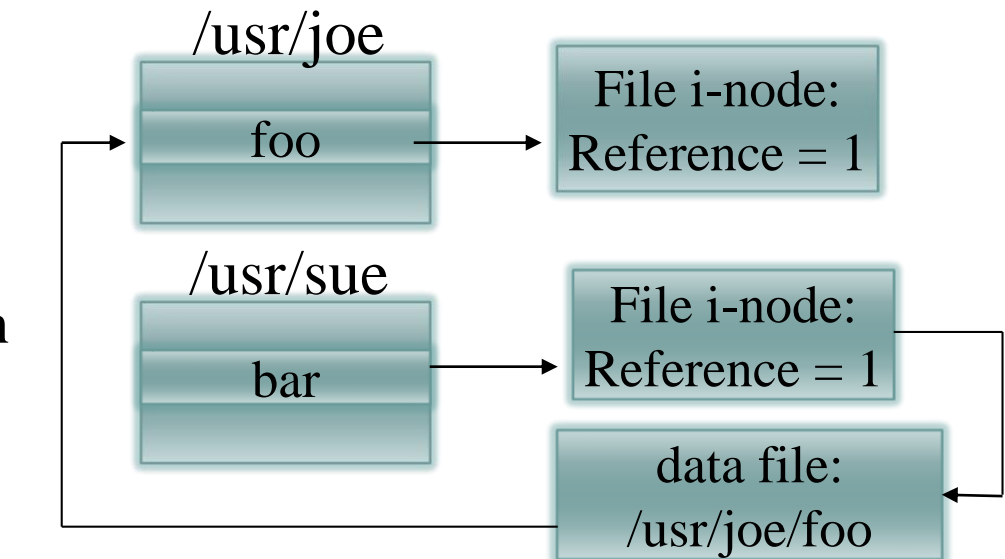 /usr/joe
foo
File i-node:
Reference = 1
/usr/sue
bar
File i-node:
Reference = 1
data file:
/usr/joe/foo